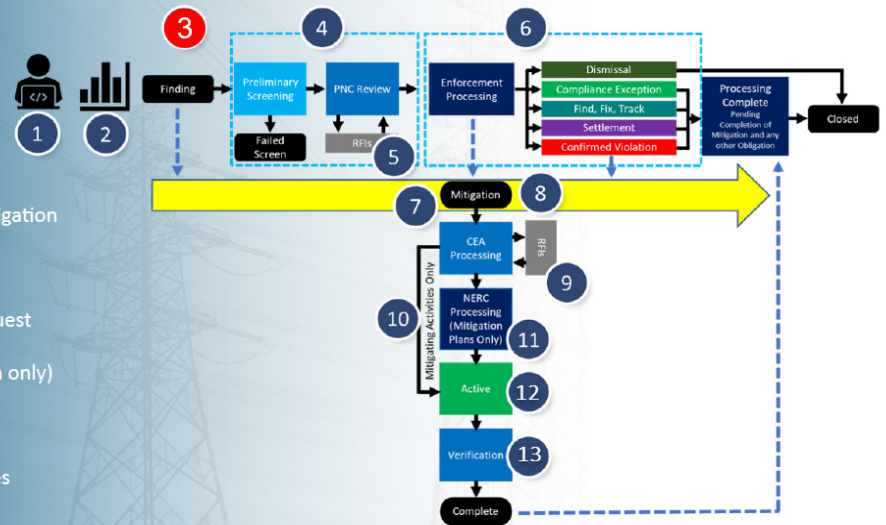 3
4
6
</>
1
2
Finding
Preliminary
Screening
PNC Review
Failed
Screen
RFIs
5
Enforcement
Processing
Dismissal
Compliance Exception
Find, Fix, Track
Settlement
Confirmed Violation
Processing
Complete
Pending
Completion of
Mitigation and any
other Obligation
Closed
7
Mitigation
8
CEA
Processing
RFIs
9
Mitigating Activities Only
10
NERC
Processing
(Mitigation
Plans Only)
11
Active
12
Verification
13
Complete
only)